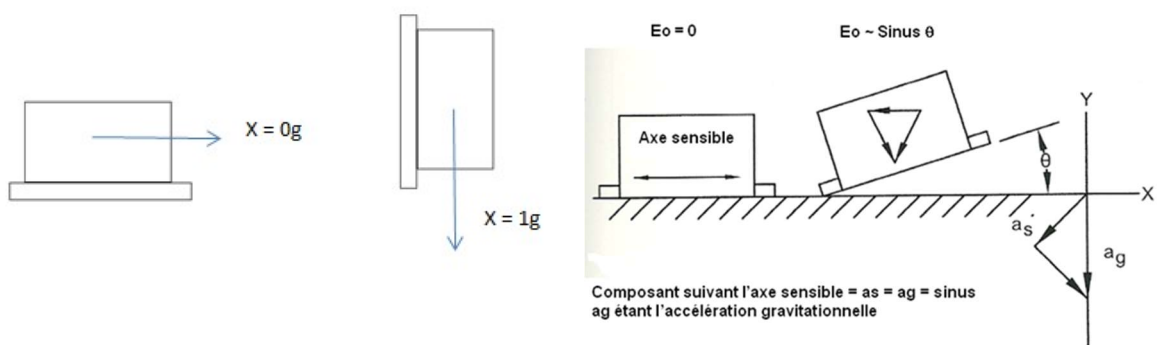 X = 0g
X = 1g
Eo = 0
Eo ~ Sinus θ
Axe sensible
θ
Y
X
as
ag
Composant suivant l'axe sensible = as = ag = sinus
ag étant l'accélération gravitationnelle